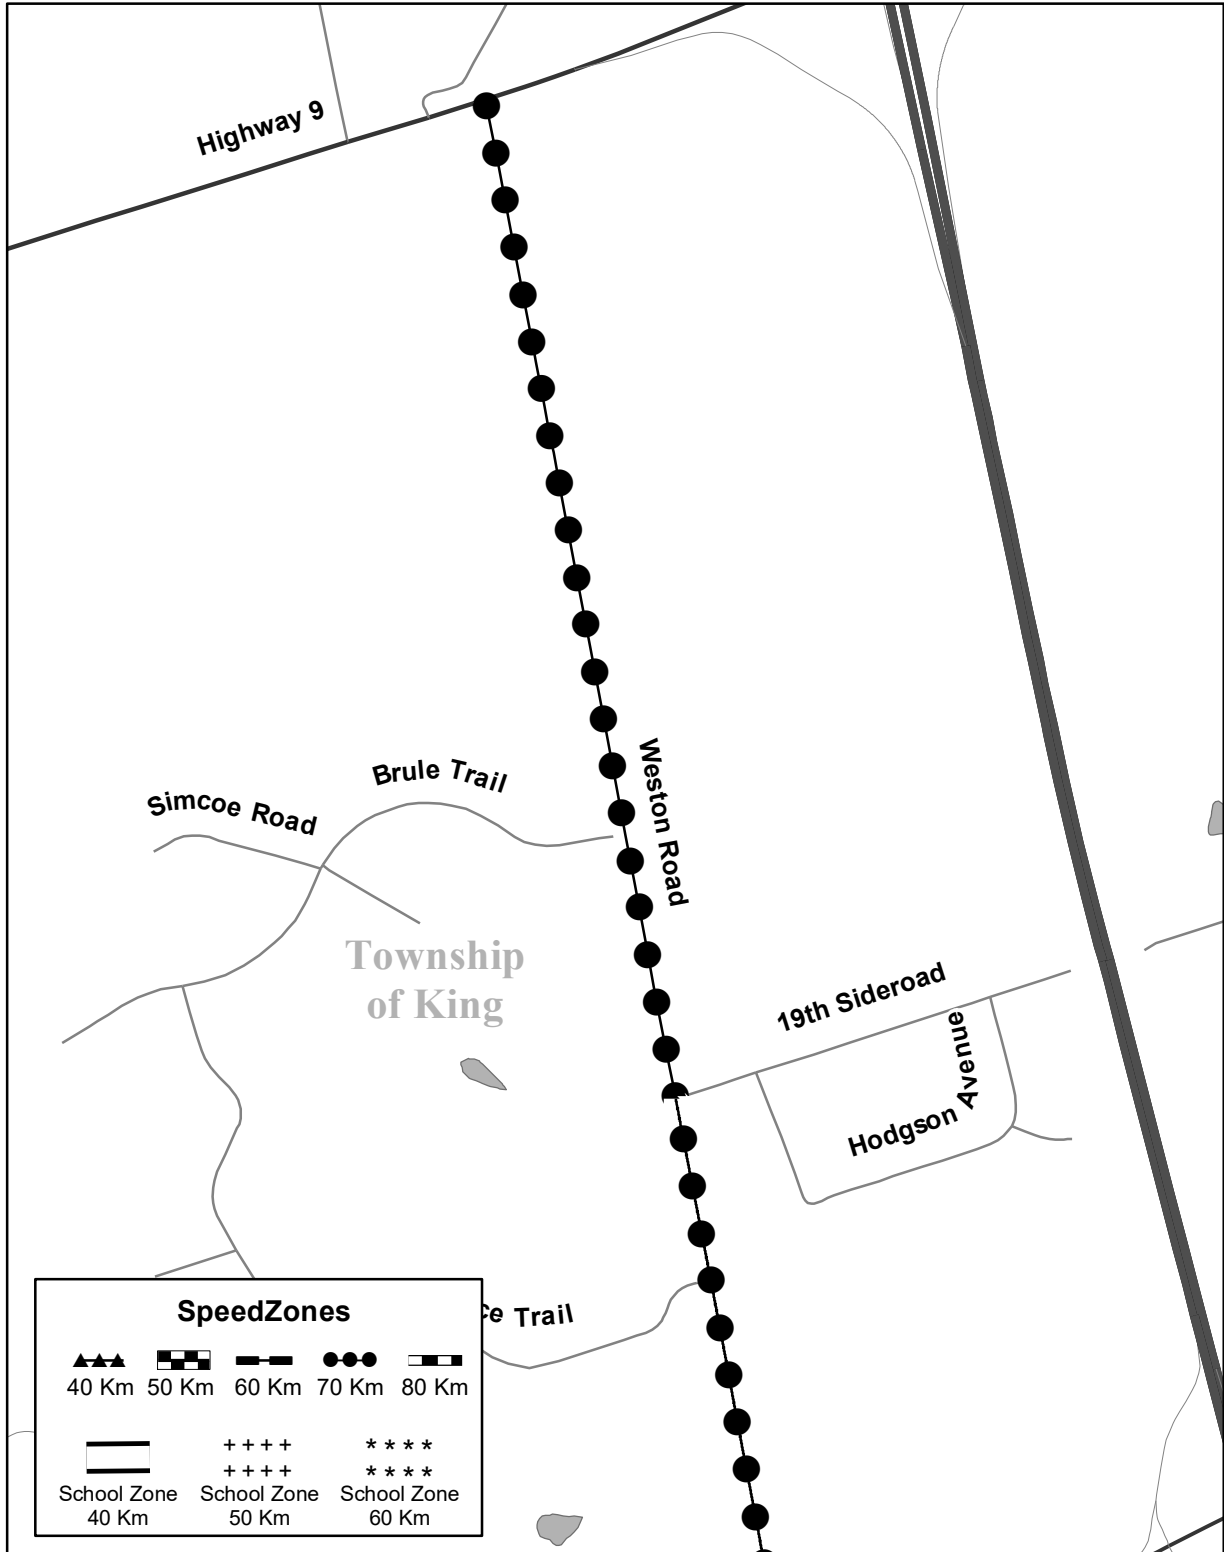 Highway 9
Weston Road
Brule Trail
Simcoe Road
Township
of King
19th Sideroad
Hodgson Avenue
Trail
SpeedZones
40 Km 50 Km 60 Km 70 Km 80 Km
School Zone School Zone School Zone
40 Km 50 Km 60 Km